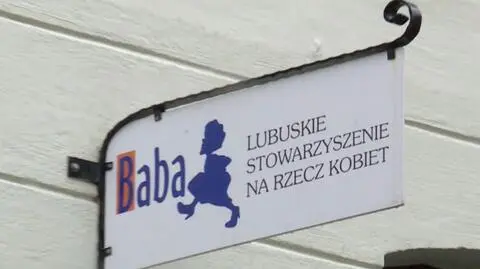 Baba
LUBUSKIE
STOWARZYSZENIE
NA RZECZ KOBIET